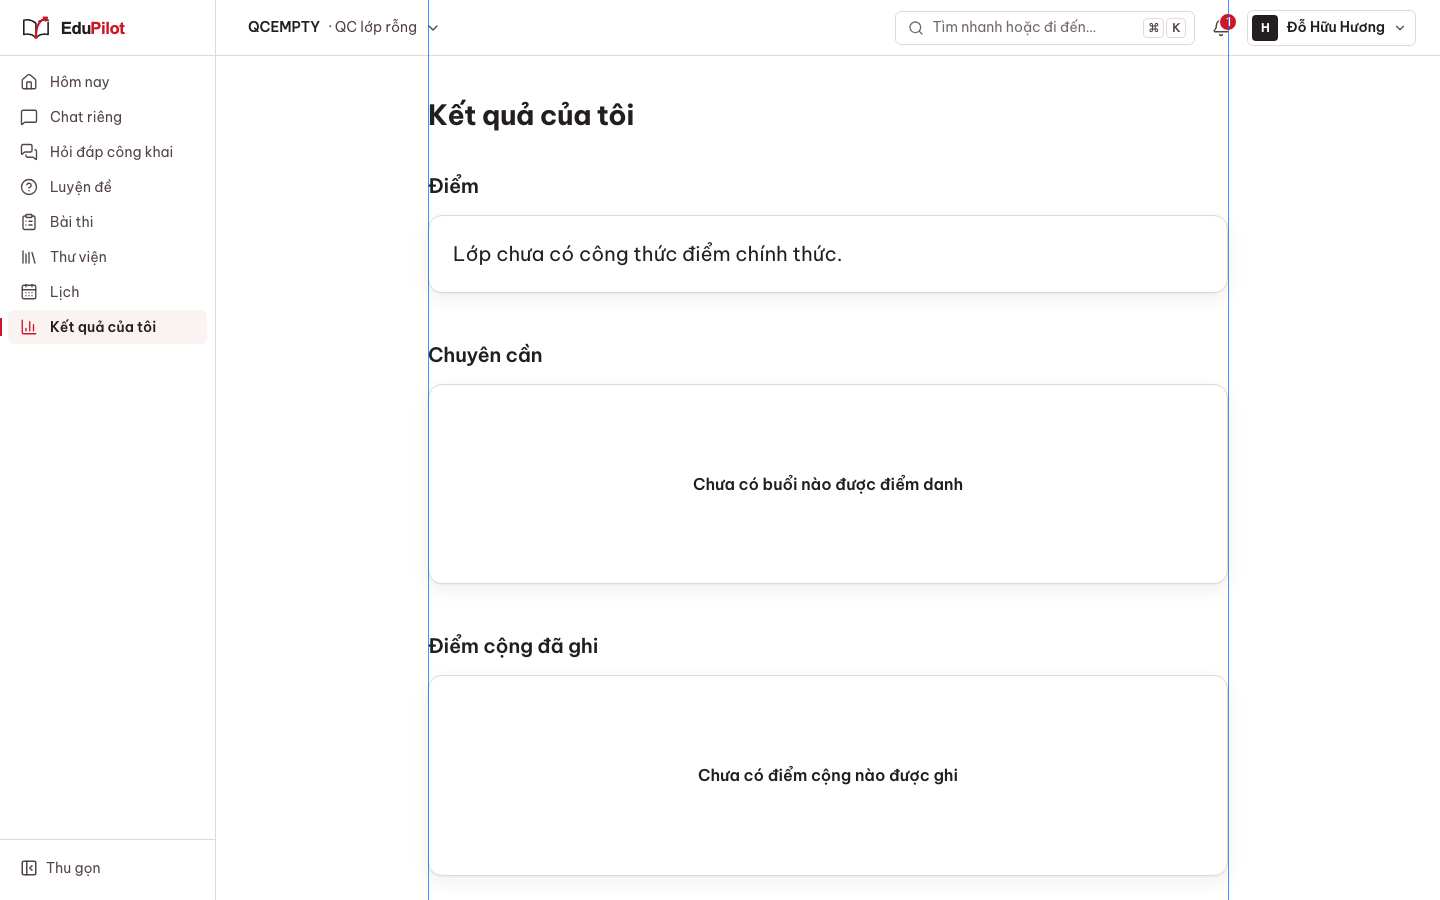 EduPilot
QCEMPTY · QC lớp rỗng
Tìm nhanh hoặc đi đến...
⌘ K
1
H
Đỗ Hữu Hương
Hôm nay
Chat riêng
Hỏi đáp công khai
Luyện đề
Bài thi
Thư viện
Lịch
Kết quả của tôi
Thu gọn
Kết quả của tôi
Điểm
Lớp chưa có công thức điểm chính thức.
Chuyên cần
Chưa có buổi nào được điểm danh
Điểm cộng đã ghi
Chưa có điểm cộng nào được ghi